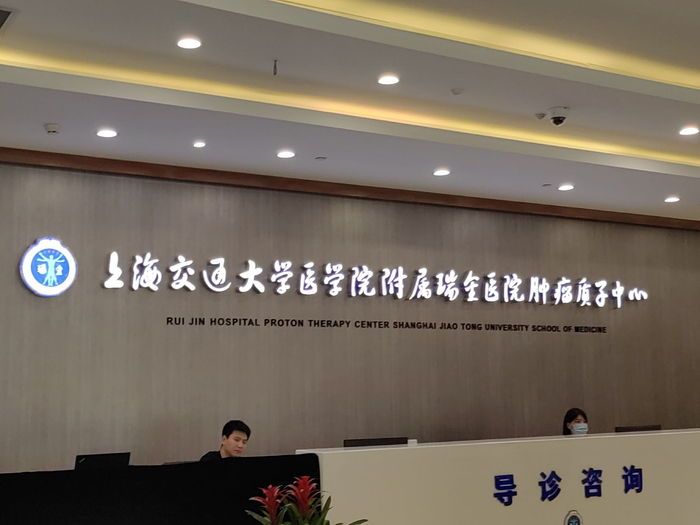 上海交通大学医学院附属瑞金医院肿瘤质子中心
RUI JIN HOSPITAL PROTON THERAPY CENTER SHANGHAI JIAO TONG UNIVERSITY SCHOOL OF MEDICINE
导诊咨询